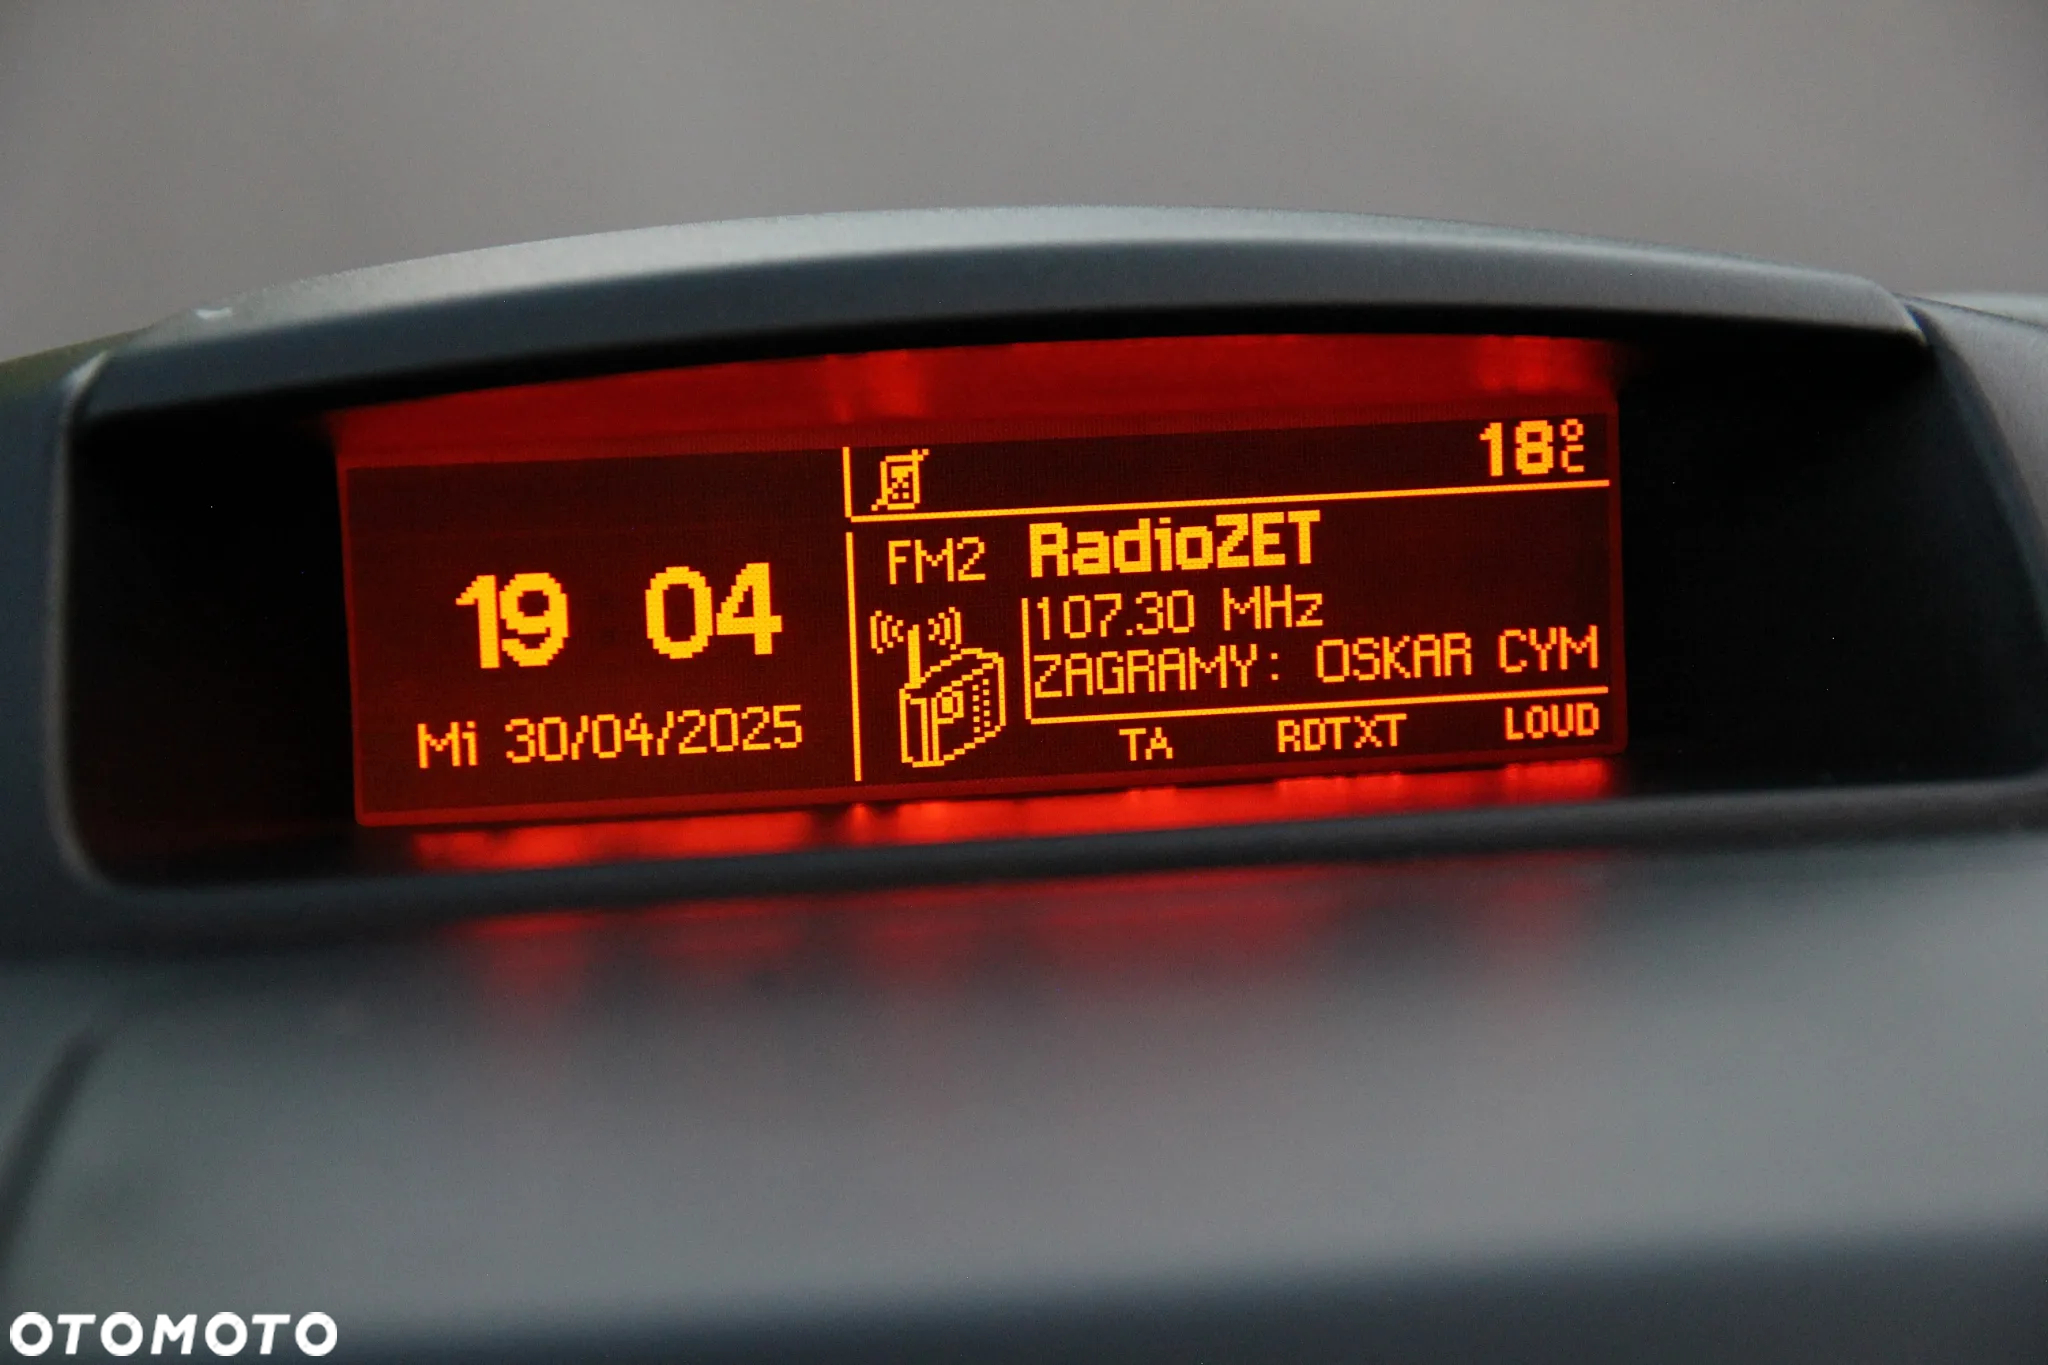 19 04
Mi 30/04/2025
18°C
FM2 RadioZET
107.30 MHz
ZAGRAMY: OSKAR CYM
TA RDTXT LOUD
OTOMOTO